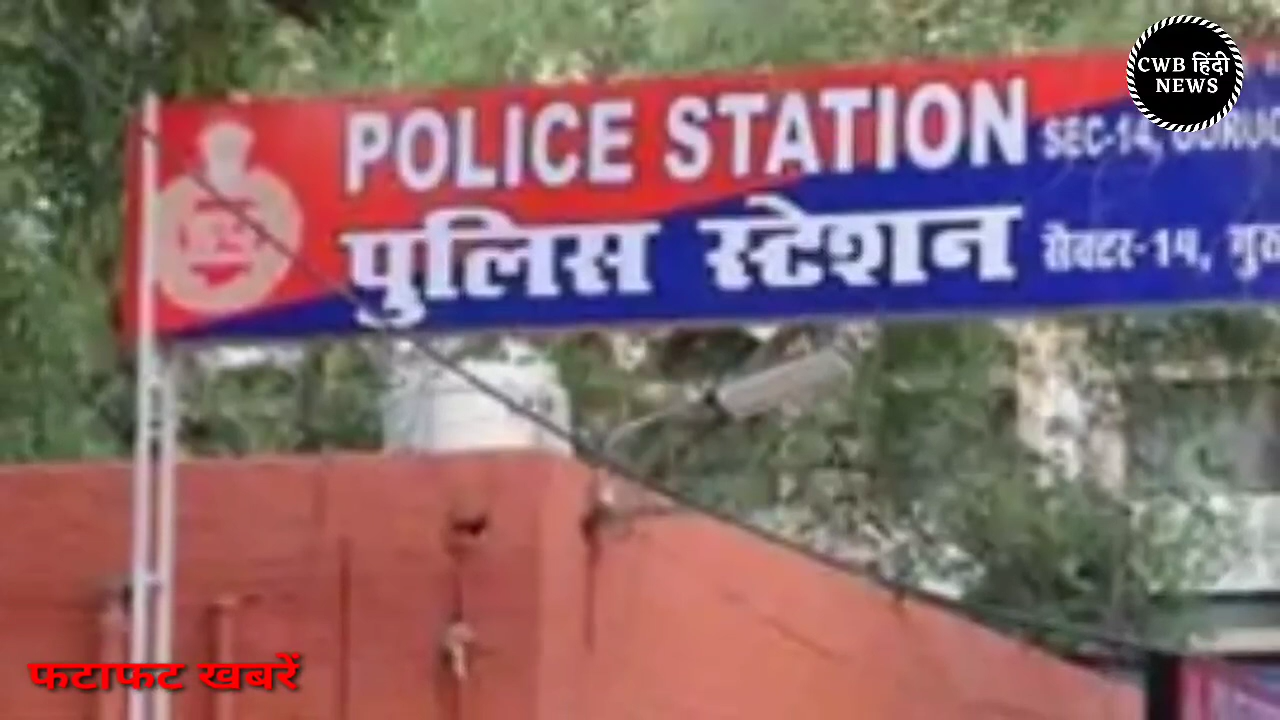 CWB हिंदी
NEWS
POLICE STATION
SEC-14,
पुलिस स्टेशन
सेक्टर-14,
फटाफट खबरें